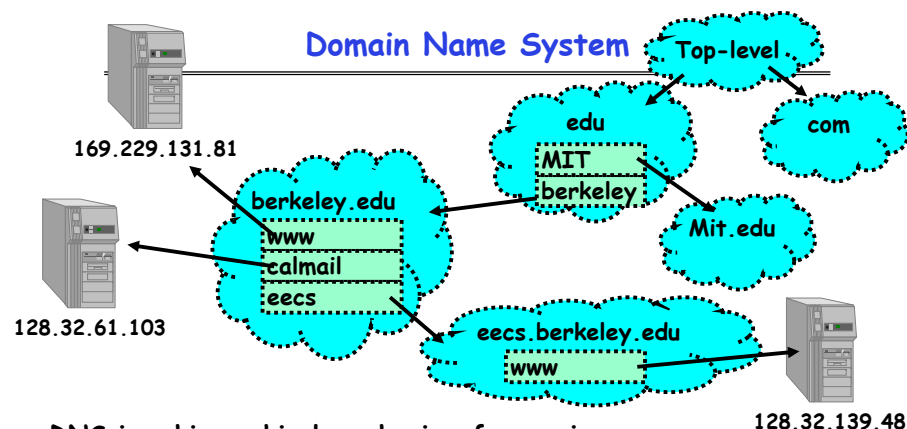 Domain Name System
Top-level
edu
com
MIT
berkeley
169.229.131.81
berkeley.edu
www
calmail
eecs
Mit.edu
128.32.61.103
eecs.berkeley.edu
www
128.32.139.48